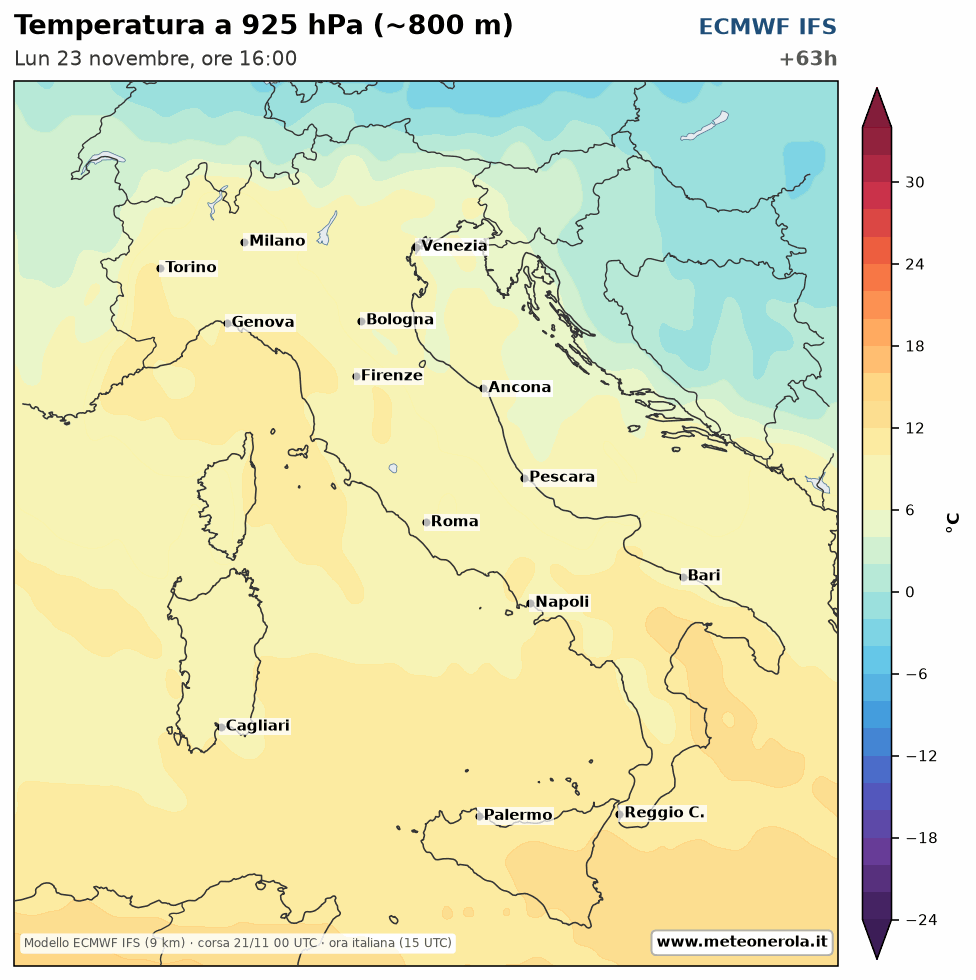 Temperatura a 925 hPa (~800 m)
ECMWF IFS
Lun 23 novembre, ore 16:00
+63h
Milano
Venezia
Torino
Genova
Bologna
Firenze
Ancona
Pescara
Roma
Bari
Napoli
Cagliari
Palermo
Reggio C.
30
24
18
12
6
0
−6
−12
−18
−24
°C
Modello ECMWF IFS (9 km) · corsa 21/11 00 UTC · ora italiana (15 UTC)
www.meteonerola.it